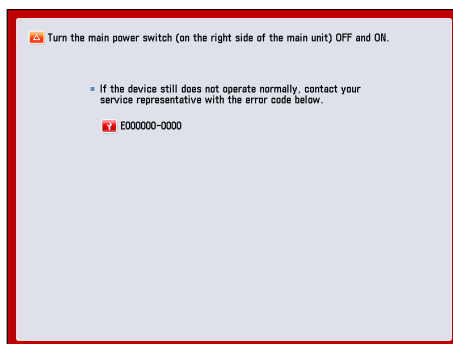 Turn the main power switch (on the right side of the main unit) OFF and ON.
If the device still does not operate normally, contact your
service representative with the error code below.
E000000-0000